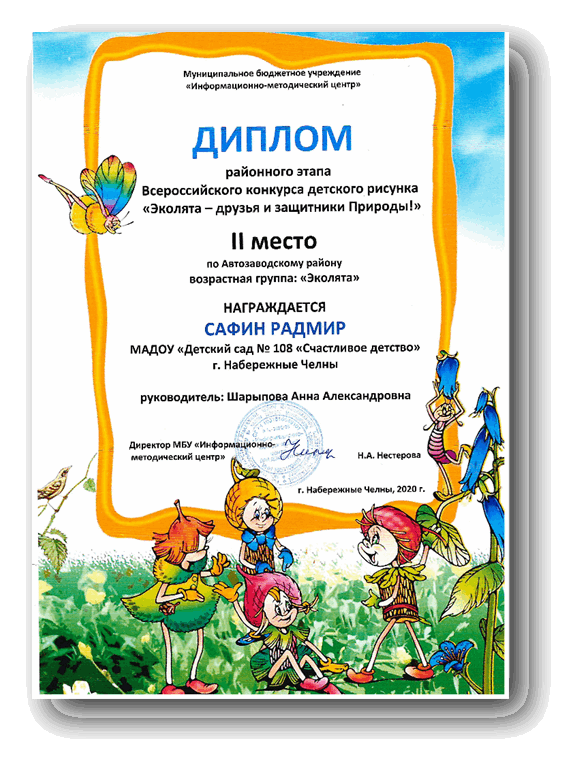 Муниципальное бюджетное учреждение
«Информационно-методический центр»
ДИПЛОМ
районного этапа
Всероссийского конкурса детского рисунка
«Эколята – друзья и защитники Природы!»
II место
по Автозаводскому району
возрастная группа: «Эколята»
НАГРАЖДАЕТСЯ
САФИН РАДМИР
МАДОУ «Детский сад № 108 «Счастливое детство»
г. Набережные Челны
руководитель: Шарыпова Анна Александровна
Директор МБУ «Информационно-
методический центр»
Н.А. Нестерова
г. Набережные Челны, 2020 г.